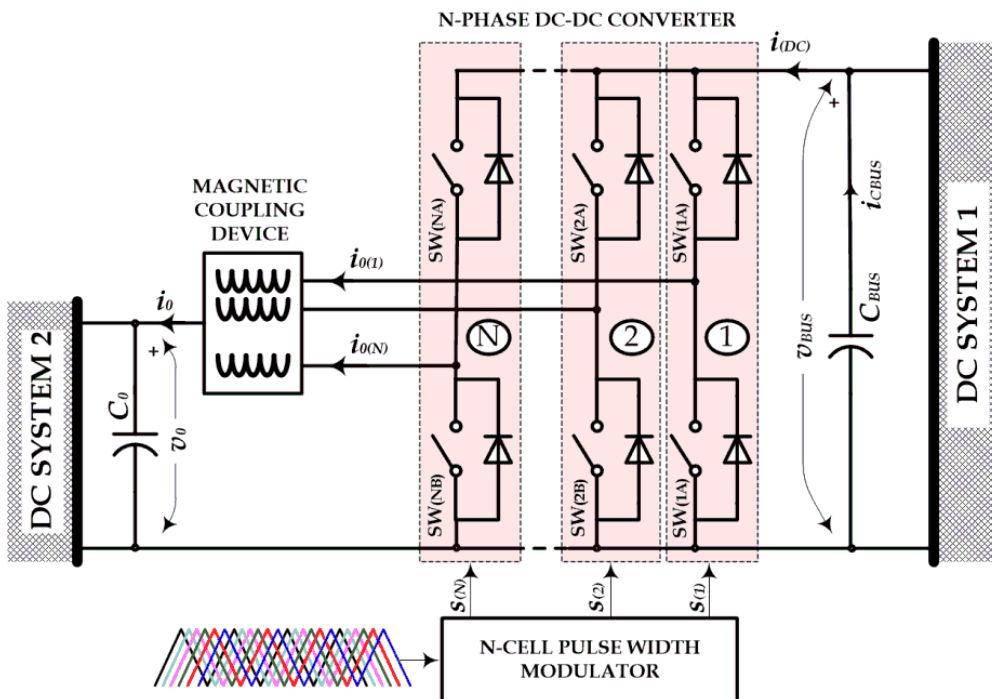 N-PHASE DC-DC CONVERTER
i(DC)
+
iCBUS
CBUS
vBUS
DC SYSTEM 1
SW(NA)
SW(2A)
SW(1A)
MAGNETIC
COUPLING
DEVICE
i0(1)
i0
i0(N)
+
C0
v0
DC SYSTEM 2
N
2
1
SW(NB)
SW(2B)
SW(1A)
S(N)
S(2)
S(1)
N-CELL PULSE WIDTH
MODULATOR